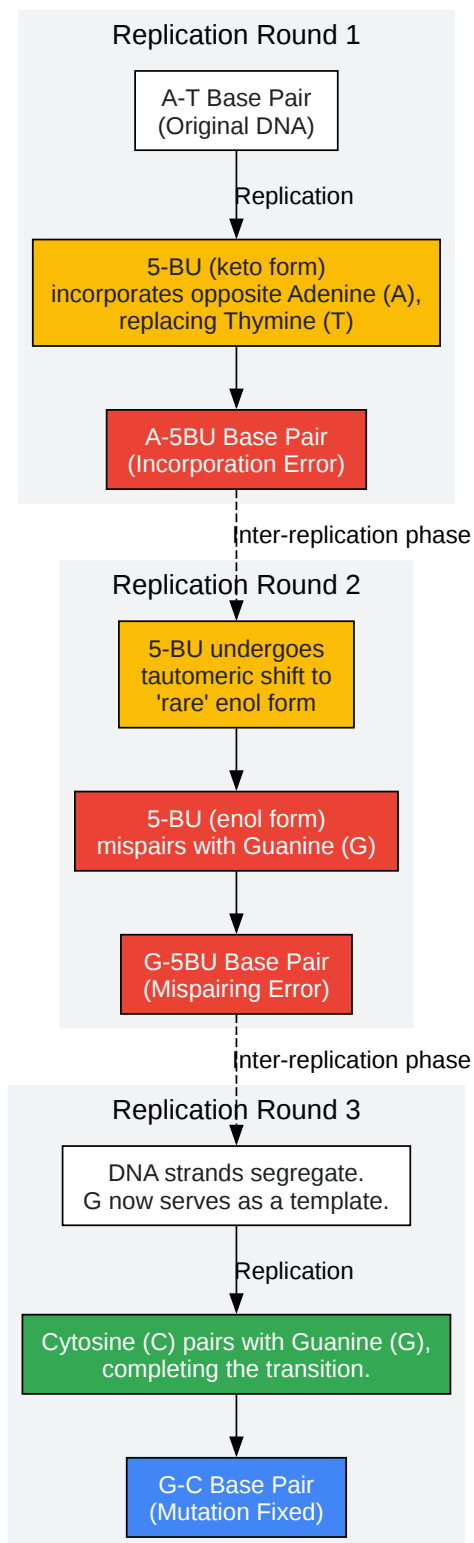 Replication Round 1
A-T Base Pair
(Original DNA)
Replication
5-BU (keto form)
incorporates opposite Adenine (A),
replacing Thymine (T)
A-5BU Base Pair
(Incorporation Error)
Inter-replication phase
Replication Round 2
5-BU undergoes
tautomeric shift to
'rare' enol form
5-BU (enol form)
mispairs with Guanine (G)
G-5BU Base Pair
(Mispairing Error)
Inter-replication phase
Replication Round 3
DNA strands segregate.
G now serves as a template.
Replication
Cytosine (C) pairs with Guanine (G),
completing the transition.
G-C Base Pair
(Mutation Fixed)